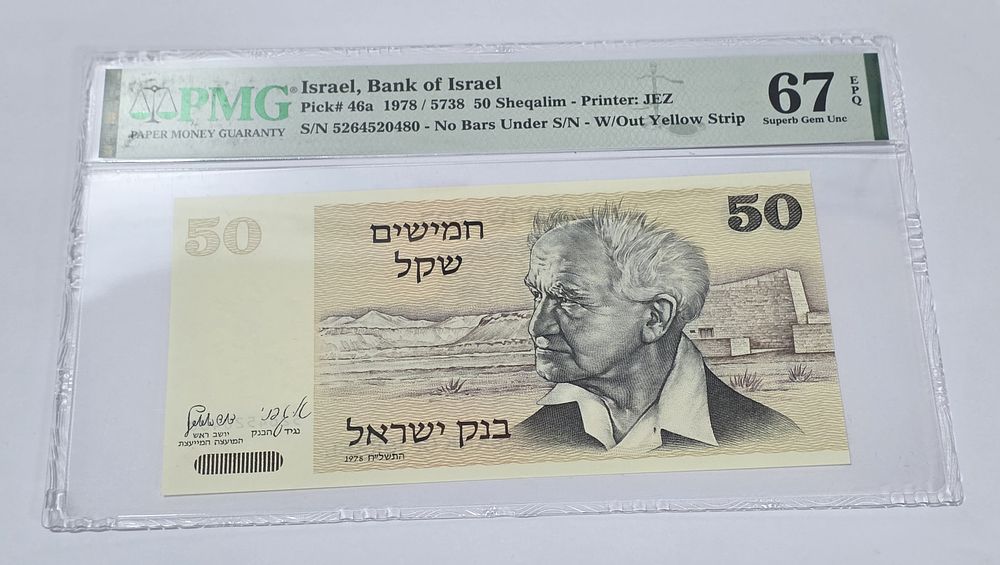 PMG®
PAPER MONEY GUARANTY
Israel, Bank of Israel
Pick# 46a 1978 / 5738 50 Sheqalim - Printer: JEZ
S/N 5264520480 - No Bars Under S/N - W/Out Yellow Strip
67 EPQ
Superb Gem Unc
50
חמישים
שקל
50
נגיד הבנק
יושב ראש
המועצה המייעצת
בנק ישראל
התשל״ח 1978